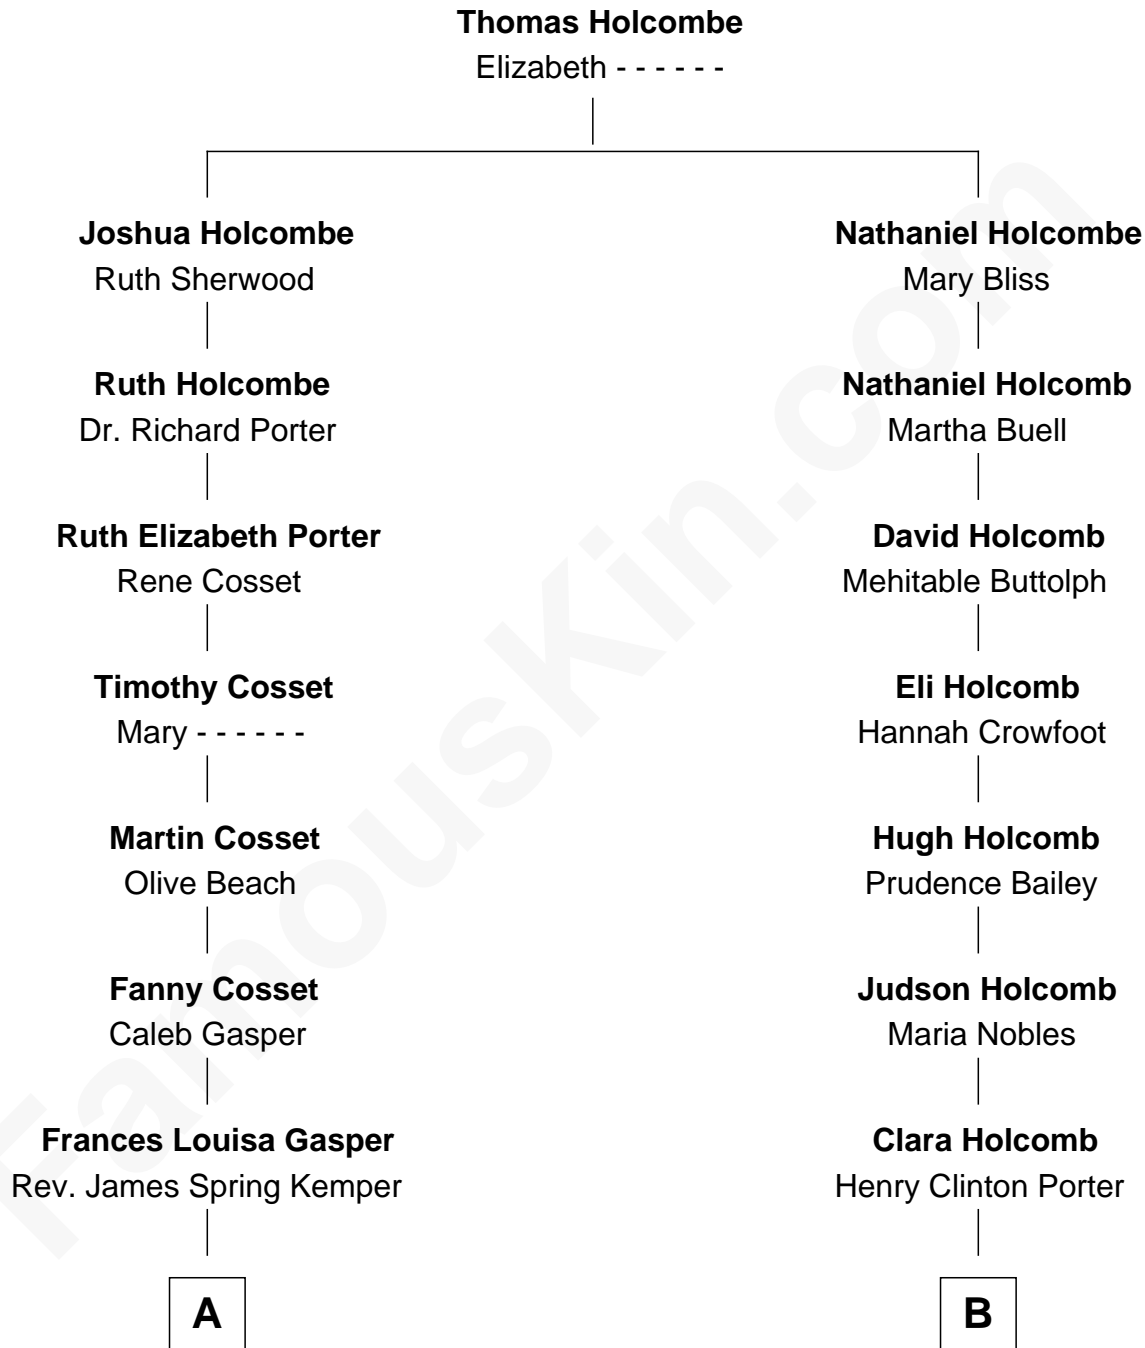 Thomas Holcombe
Elizabeth - - - - - -
Joshua Holcombe
Ruth Sherwood
Nathaniel Holcombe
Mary Bliss
Ruth Holcombe
Dr. Richard Porter
Nathaniel Holcomb
Martha Buell
Ruth Elizabeth Porter
Rene Cosset
David Holcomb
Mehitable Buttolph
Timothy Cosset
Mary - - - - - -
Eli Holcomb
Hannah Crowfoot
Martin Cosset
Olive Beach
Hugh Holcomb
Prudence Bailey
Fanny Cosset
Caleb Gasper
Judson Holcomb
Maria Nobles
Frances Louisa Gasper
Rev. James Spring Kemper
Clara Holcomb
Henry Clinton Porter
A
B
FamousKin.com